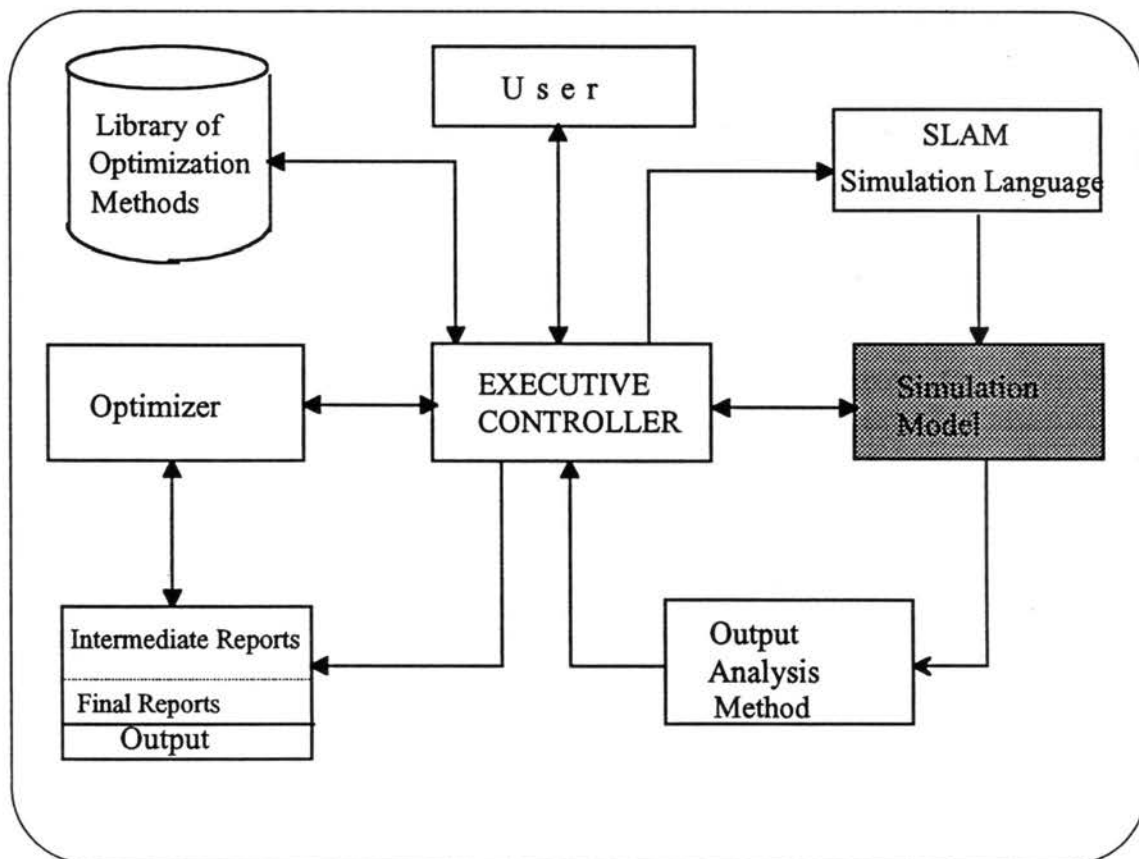 User
Library of
Optimization
Methods
SLAM
Simulation Language
Optimizer
EXECUTIVE
CONTROLLER
Simulation
Model
Intermediate Reports
Final Reports
Output
Output
Analysis
Method